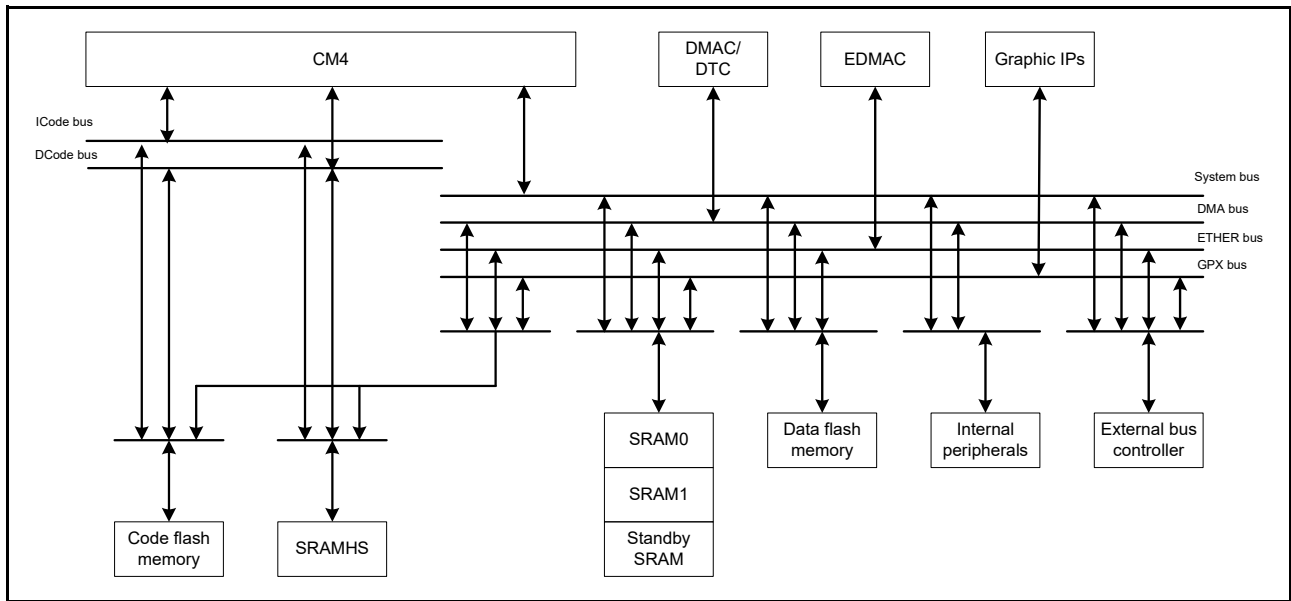 CM4
DMAC/
DTC
EDMAC
Graphic IPs
ICode bus
DCode bus
System bus
DMA bus
ETHER bus
GPX bus
SRAM0
SRAM1
Standby
SRAM
Data flash
memory
Internal
peripherals
External bus
controller
Code flash
memory
SRAMHS